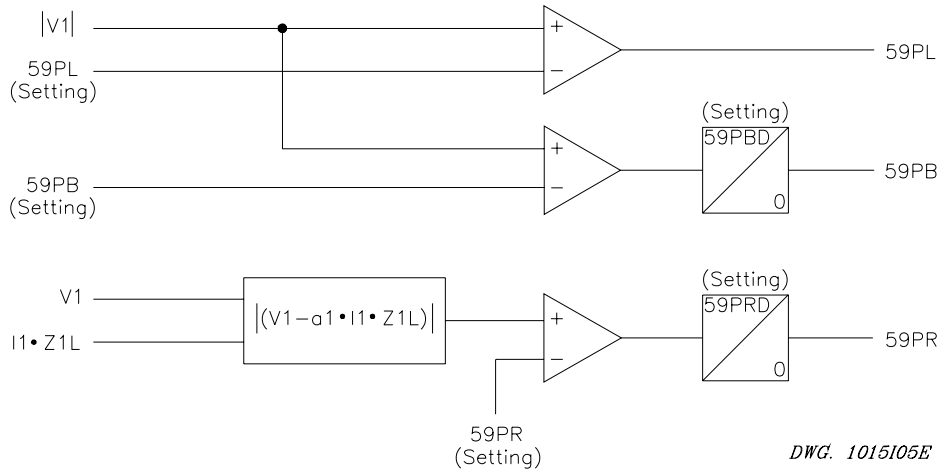 |V1|
+
59PL
59PL
(Setting)
−
(Setting)
59PBD
+
59PB
0
59PB
(Setting)
−
(Setting)
59PRD
V1
|(V1−a1•I1• Z1L)|
+
I1• Z1L
59PR
−
0
59PR
(Setting)
DWG. 1015I05E